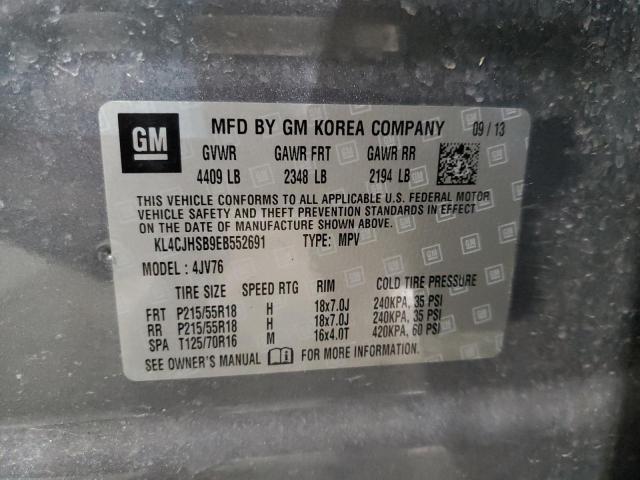 GM MFD BY GM KOREA COMPANY 09 / 13
GVWR GAWR FRT GAWR RR
4409 LB 2348 LB 2194 LB
THIS VEHICLE CONFORMS TO ALL APPLICABLE U.S. FEDERAL MOTOR
VEHICLE SAFETY AND THEFT PREVENTION STANDARDS IN EFFECT
ON THE DATE OF MANUFACTURE SHOWN ABOVE.
KL4CJHSB9EB552691 TYPE: MPV
MODEL : 4JV76
TIRE SIZE SPEED RTG RIM COLD TIRE PRESSURE
FRT P215/55R18 H 18x7.0J 240KPA, 35 PSI
RR P215/55R18 H 18x7.0J 240KPA, 35 PSI
SPA T125/70R16 M 16x4.0T 420KPA, 60 PSI
SEE OWNER'S MANUAL FOR MORE INFORMATION.